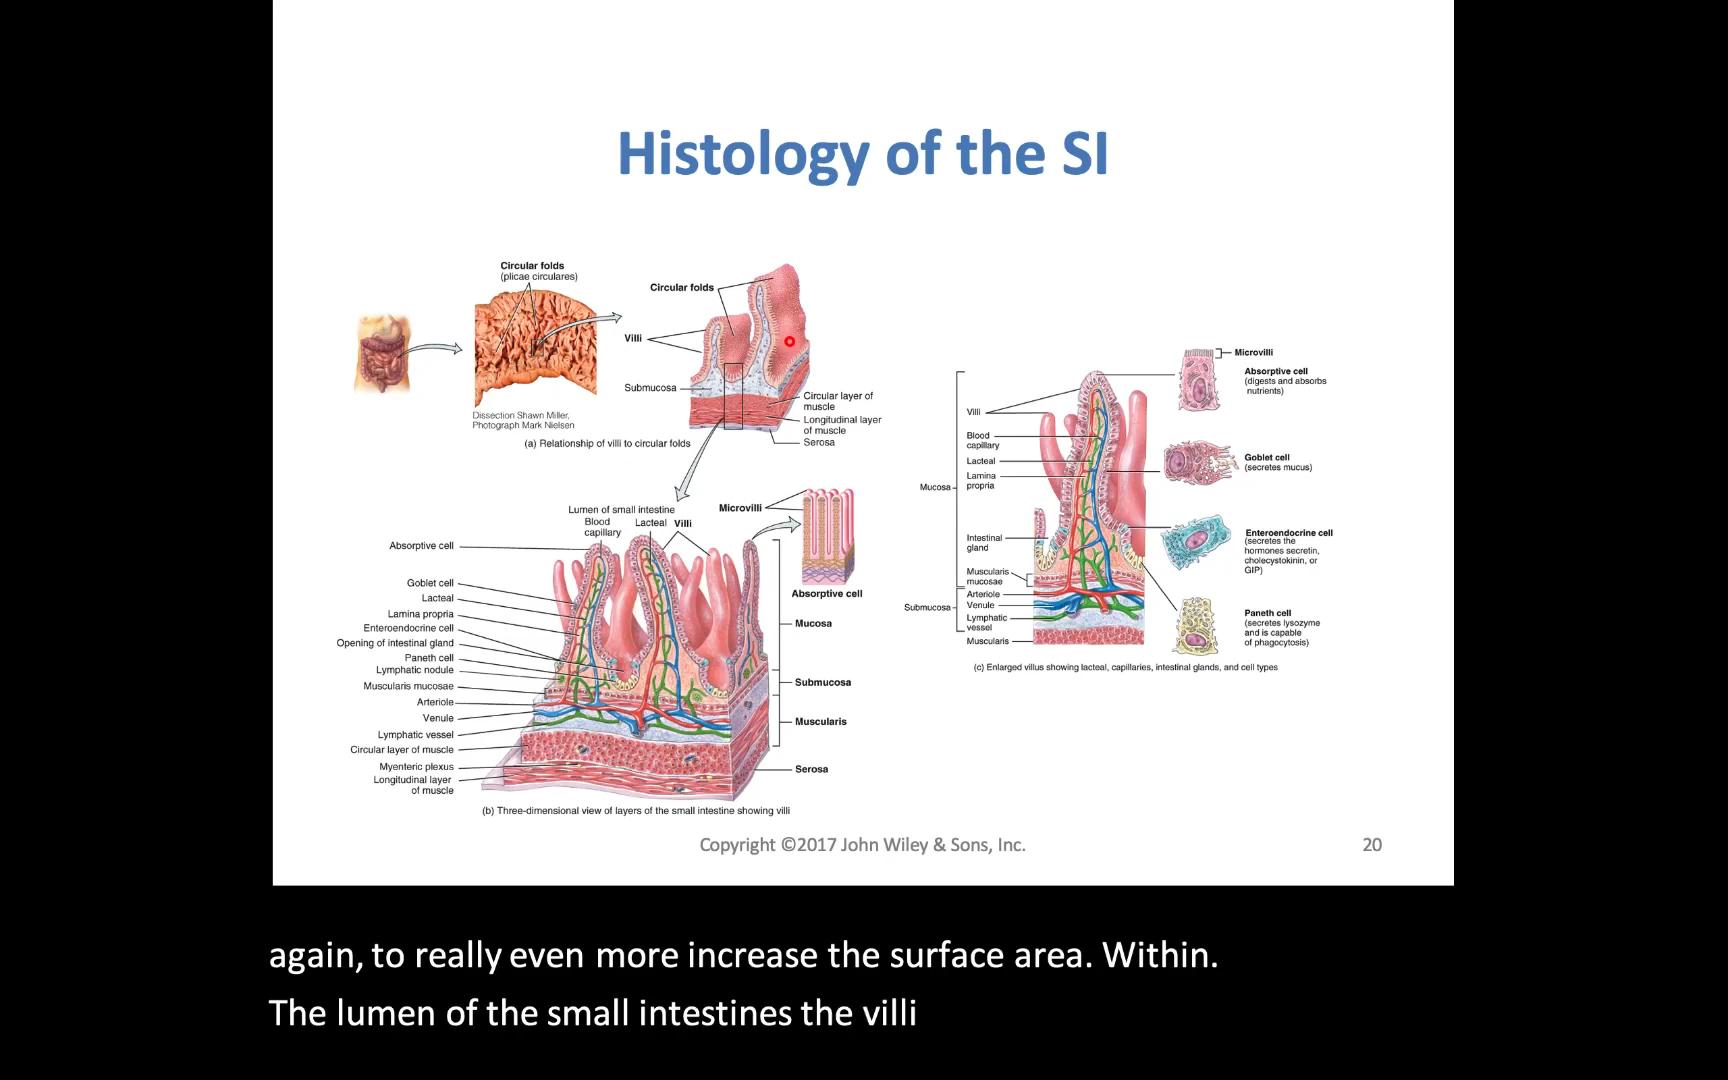 Histology of the SI
Circular folds
(plicae circulares)
Dissection Shawn Miller,
Photograph Mark Nielsen
Circular folds
Villi
Submucosa
Circular layer of
muscle
Longitudinal layer
of muscle
Serosa
(a) Relationship of villi to circular folds
Lumen of small intestine
Blood
capillary
Lacteal
Villi
Microvilli
Absorptive cell
Absorptive cell
Goblet cell
Lacteal
Lamina propria
Enteroendocrine cell
Opening of intestinal gland
Paneth cell
Lymphatic nodule
Muscularis mucosae
Arteriole
Venule
Lymphatic vessel
Circular layer of muscle
Myenteric plexus
Longitudinal layer
of muscle
Mucosa
Submucosa
Muscularis
Serosa
(b) Three-dimensional view of layers of the small intestine showing villi
Villi
Blood
capillary
Lacteal
Lamina
propria
Mucosa
Intestinal
gland
Muscularis
mucosae
Arteriole
Submucosa
Venule
Lymphatic
vessel
Muscularis
Microvilli
Absorptive cell
(digests and absorbs
nutrients)
Goblet cell
(secretes mucus)
Enteroendocrine cell
(secretes the
hormones secretin,
cholecystokinin, or
GIP)
Paneth cell
(secretes lysozyme
and is capable
of phagocytosis)
(c) Enlarged villus showing lacteal, capillaries, intestinal glands, and cell types
Copyright ©2017 John Wiley & Sons, Inc.
20
again, to really even more increase the surface area. Within.
The lumen of the small intestines the villi